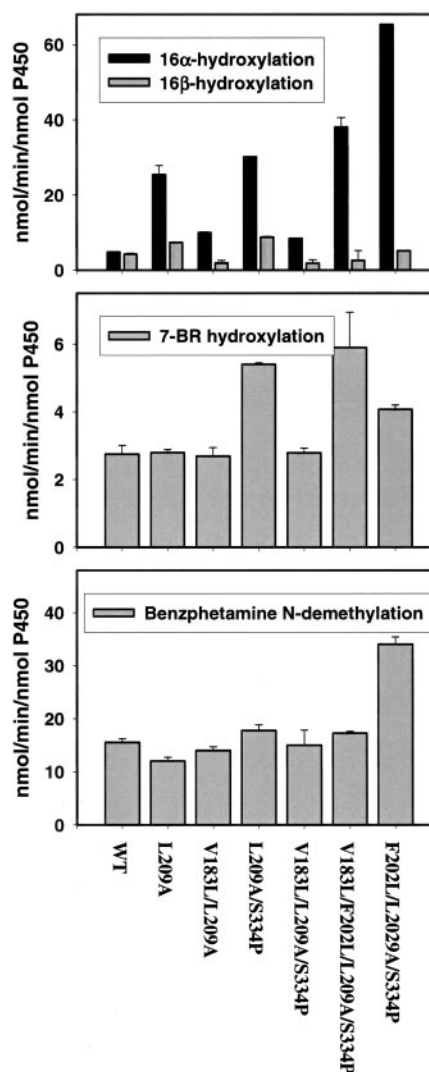 nmol/min/nmol P450
60
40
20
0
16α-hydroxylation
16β-hydroxylation
nmol/min/nmol P450
6
4
2
0
7-BR hydroxylation
nmol/min/nmol P450
40
30
20
10
0
Benzphetamine N-demethylation
WT
L209A
V183L/L209A
L209A/S334P
V183L/L209A/S334P
V183L/F202L/L209A/S334P
F202L/L2029A/S334P